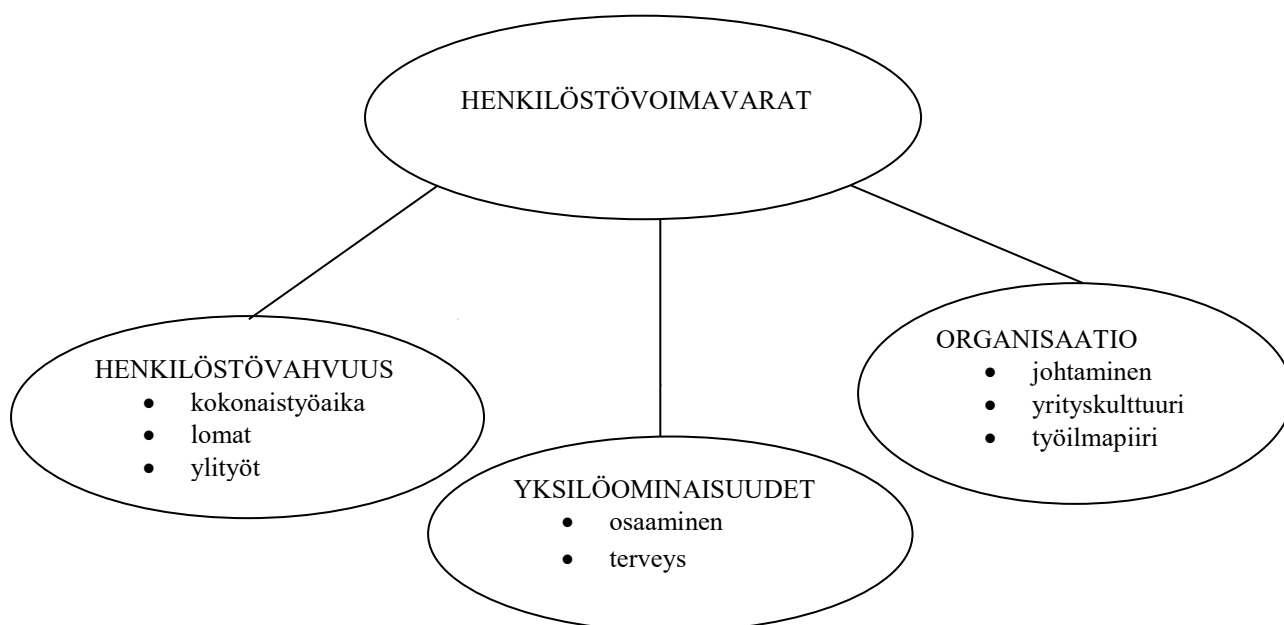 HENKILÖSTÖVOIMAVARAT
HENKILÖSTÖVAHVUUS
• kokonaistyöaika
• lomat
• ylityöt
YKSILÖOMINAISUUDET
• osaaminen
• terveys
ORGANISAATIO
• johtaminen
• yrityskulttuuri
• työilmapiiri